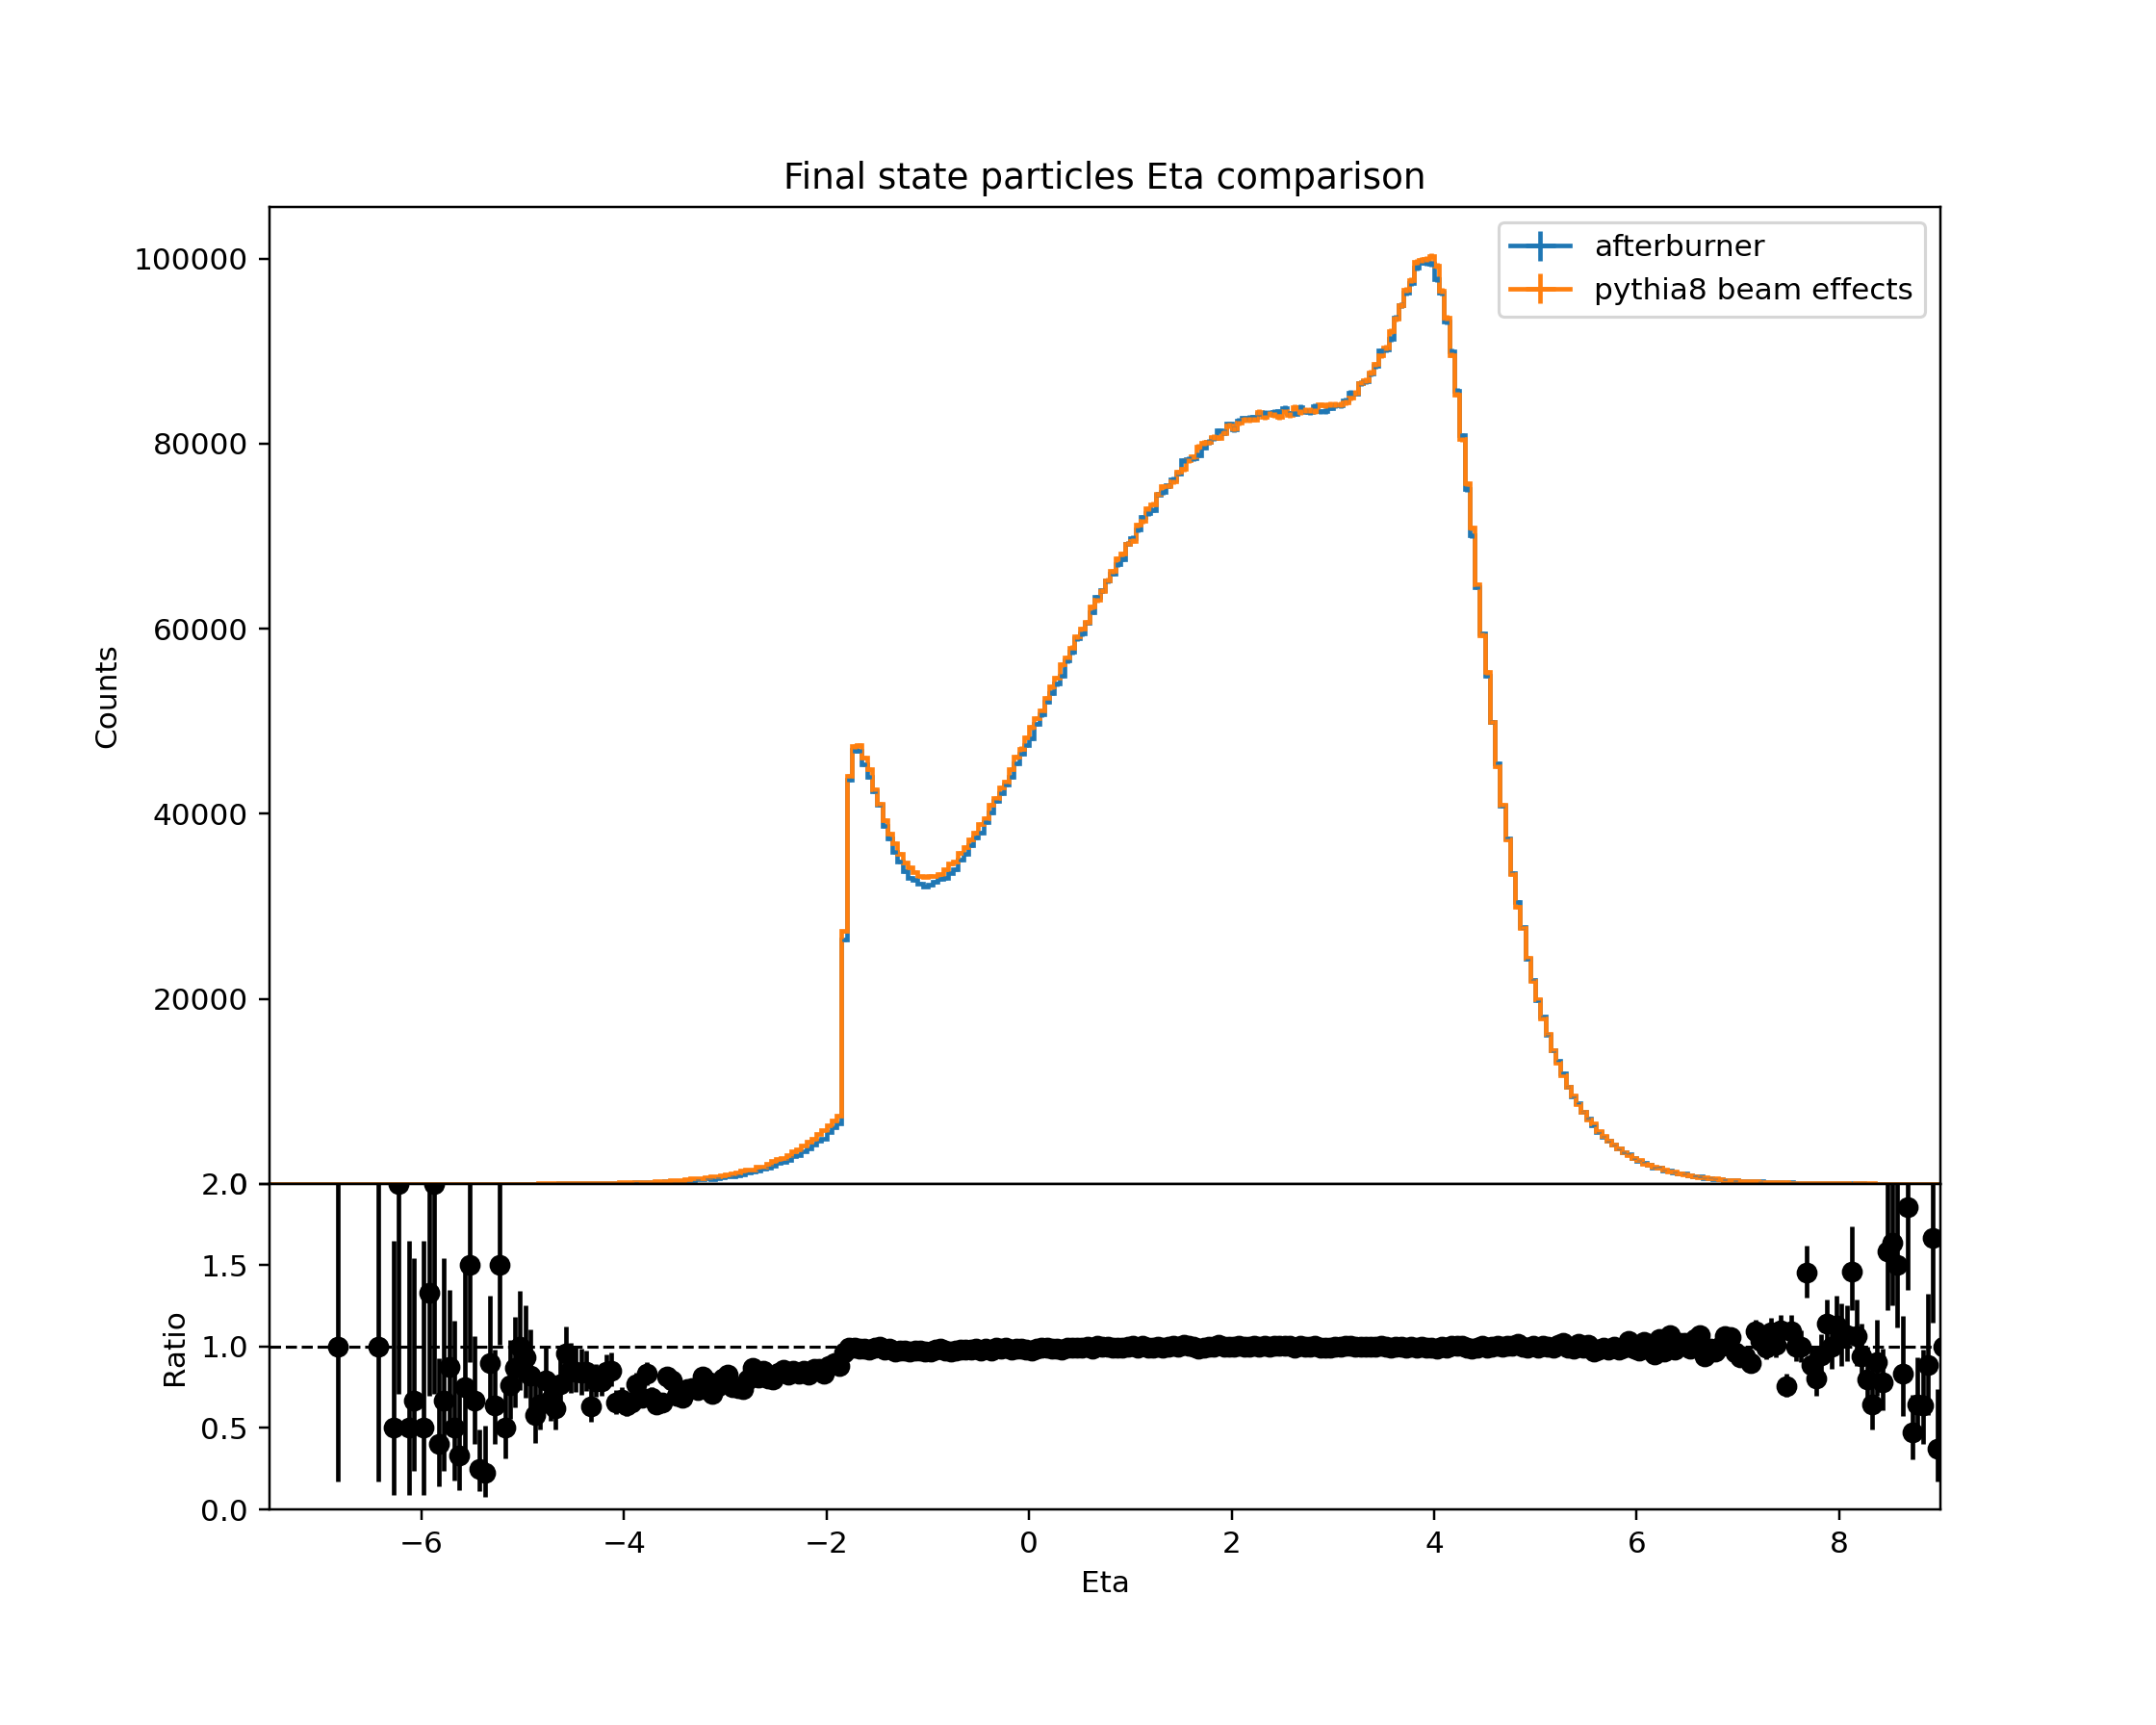 Final state particles Eta comparison
100000
80000
60000
40000
20000
Counts
afterburner
pythia8 beam effects
2.0
1.5
1.0
0.5
0.0
Ratio
−6 −4 −2 0 2 4 6 8
Eta